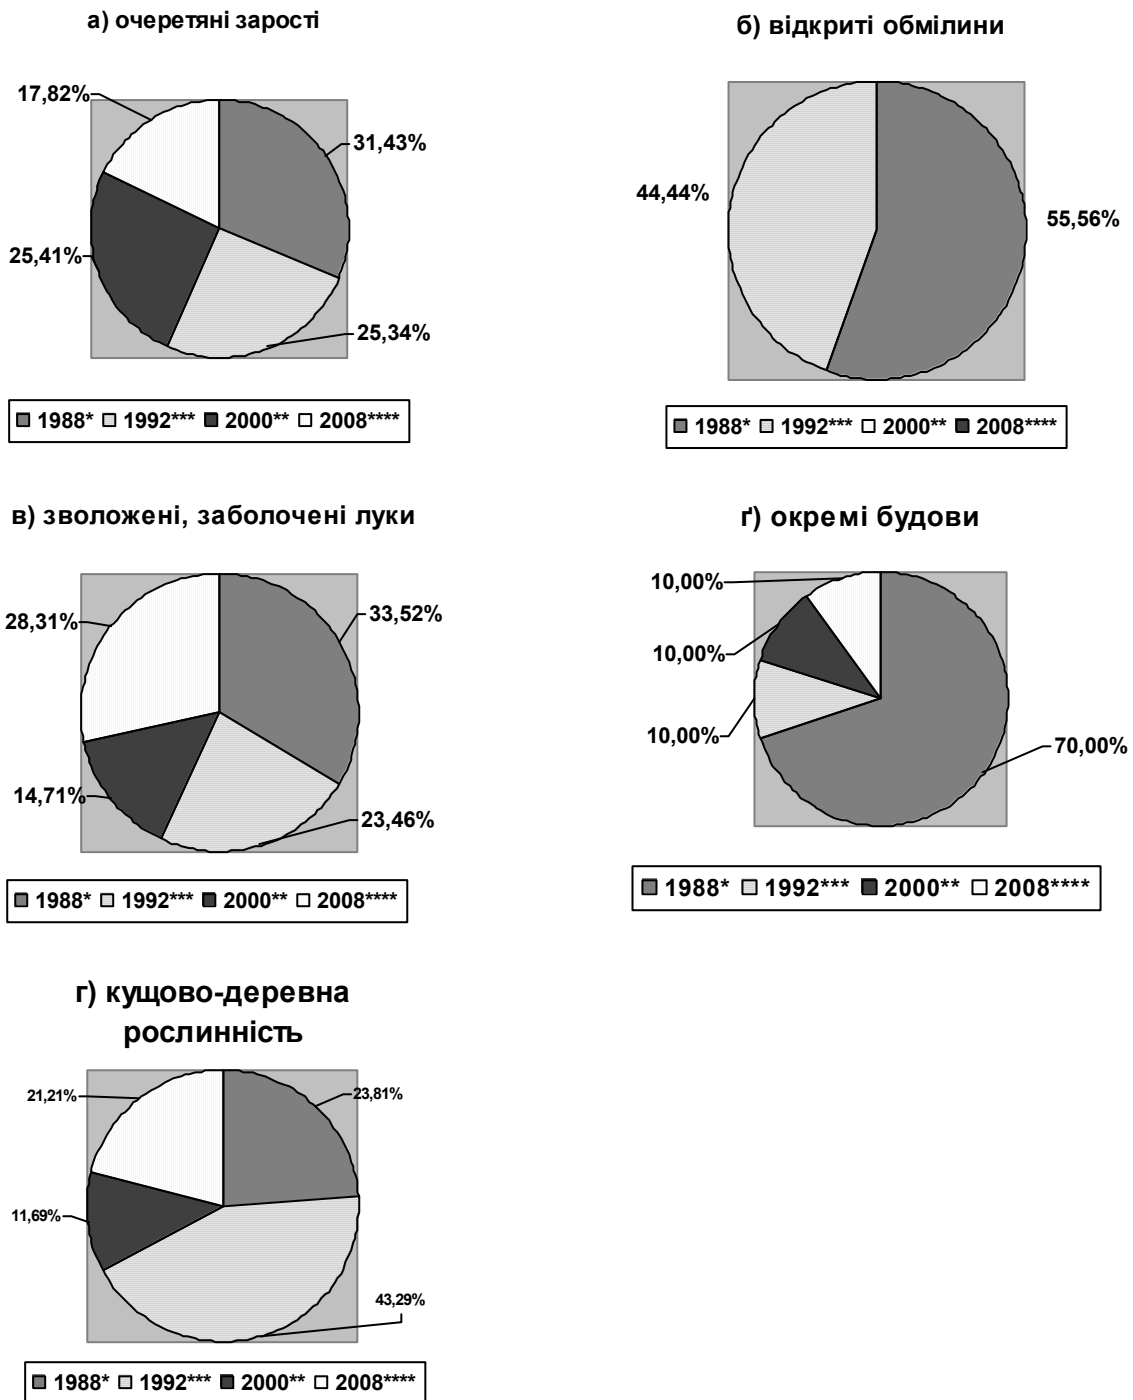 а) очеретяні зарості
17,82%
31,43%
25,41%
25,34%
1988* 1992*** 2000** 2008****
б) відкриті обмілини
44,44%
55,56%
1988* 1992*** 2000** 2008****
в) зволожені, заболочені луки
28,31%
33,52%
14,71%
23,46%
1988* 1992*** 2000** 2008****
ґ) окремі будови
10,00%
10,00%
10,00%
70,00%
1988* 1992*** 2000** 2008****
г) кущово-деревна
рослинність
21,21%
23,81%
11,69%
43,29%
1988* 1992*** 2000** 2008****